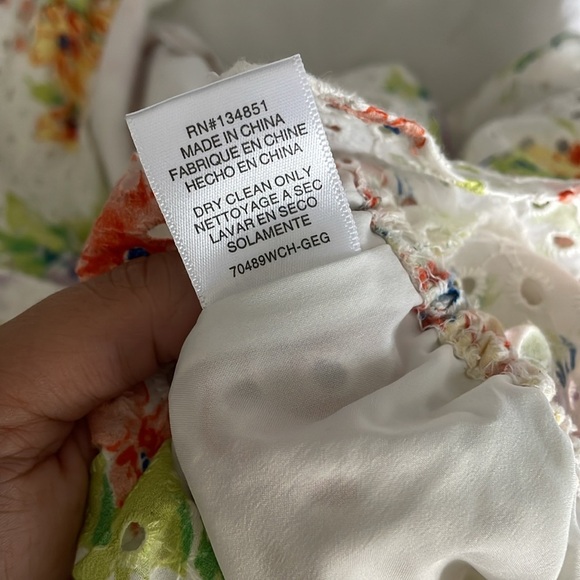 RN#134851
MADE IN CHINA
FABRIQUE EN CHINE
HECHO EN CHINA
DRY CLEAN ONLY
NETTOYAGE A SEC
LAVAR EN SECO
SOLAMENTE
70489WCH-GEG